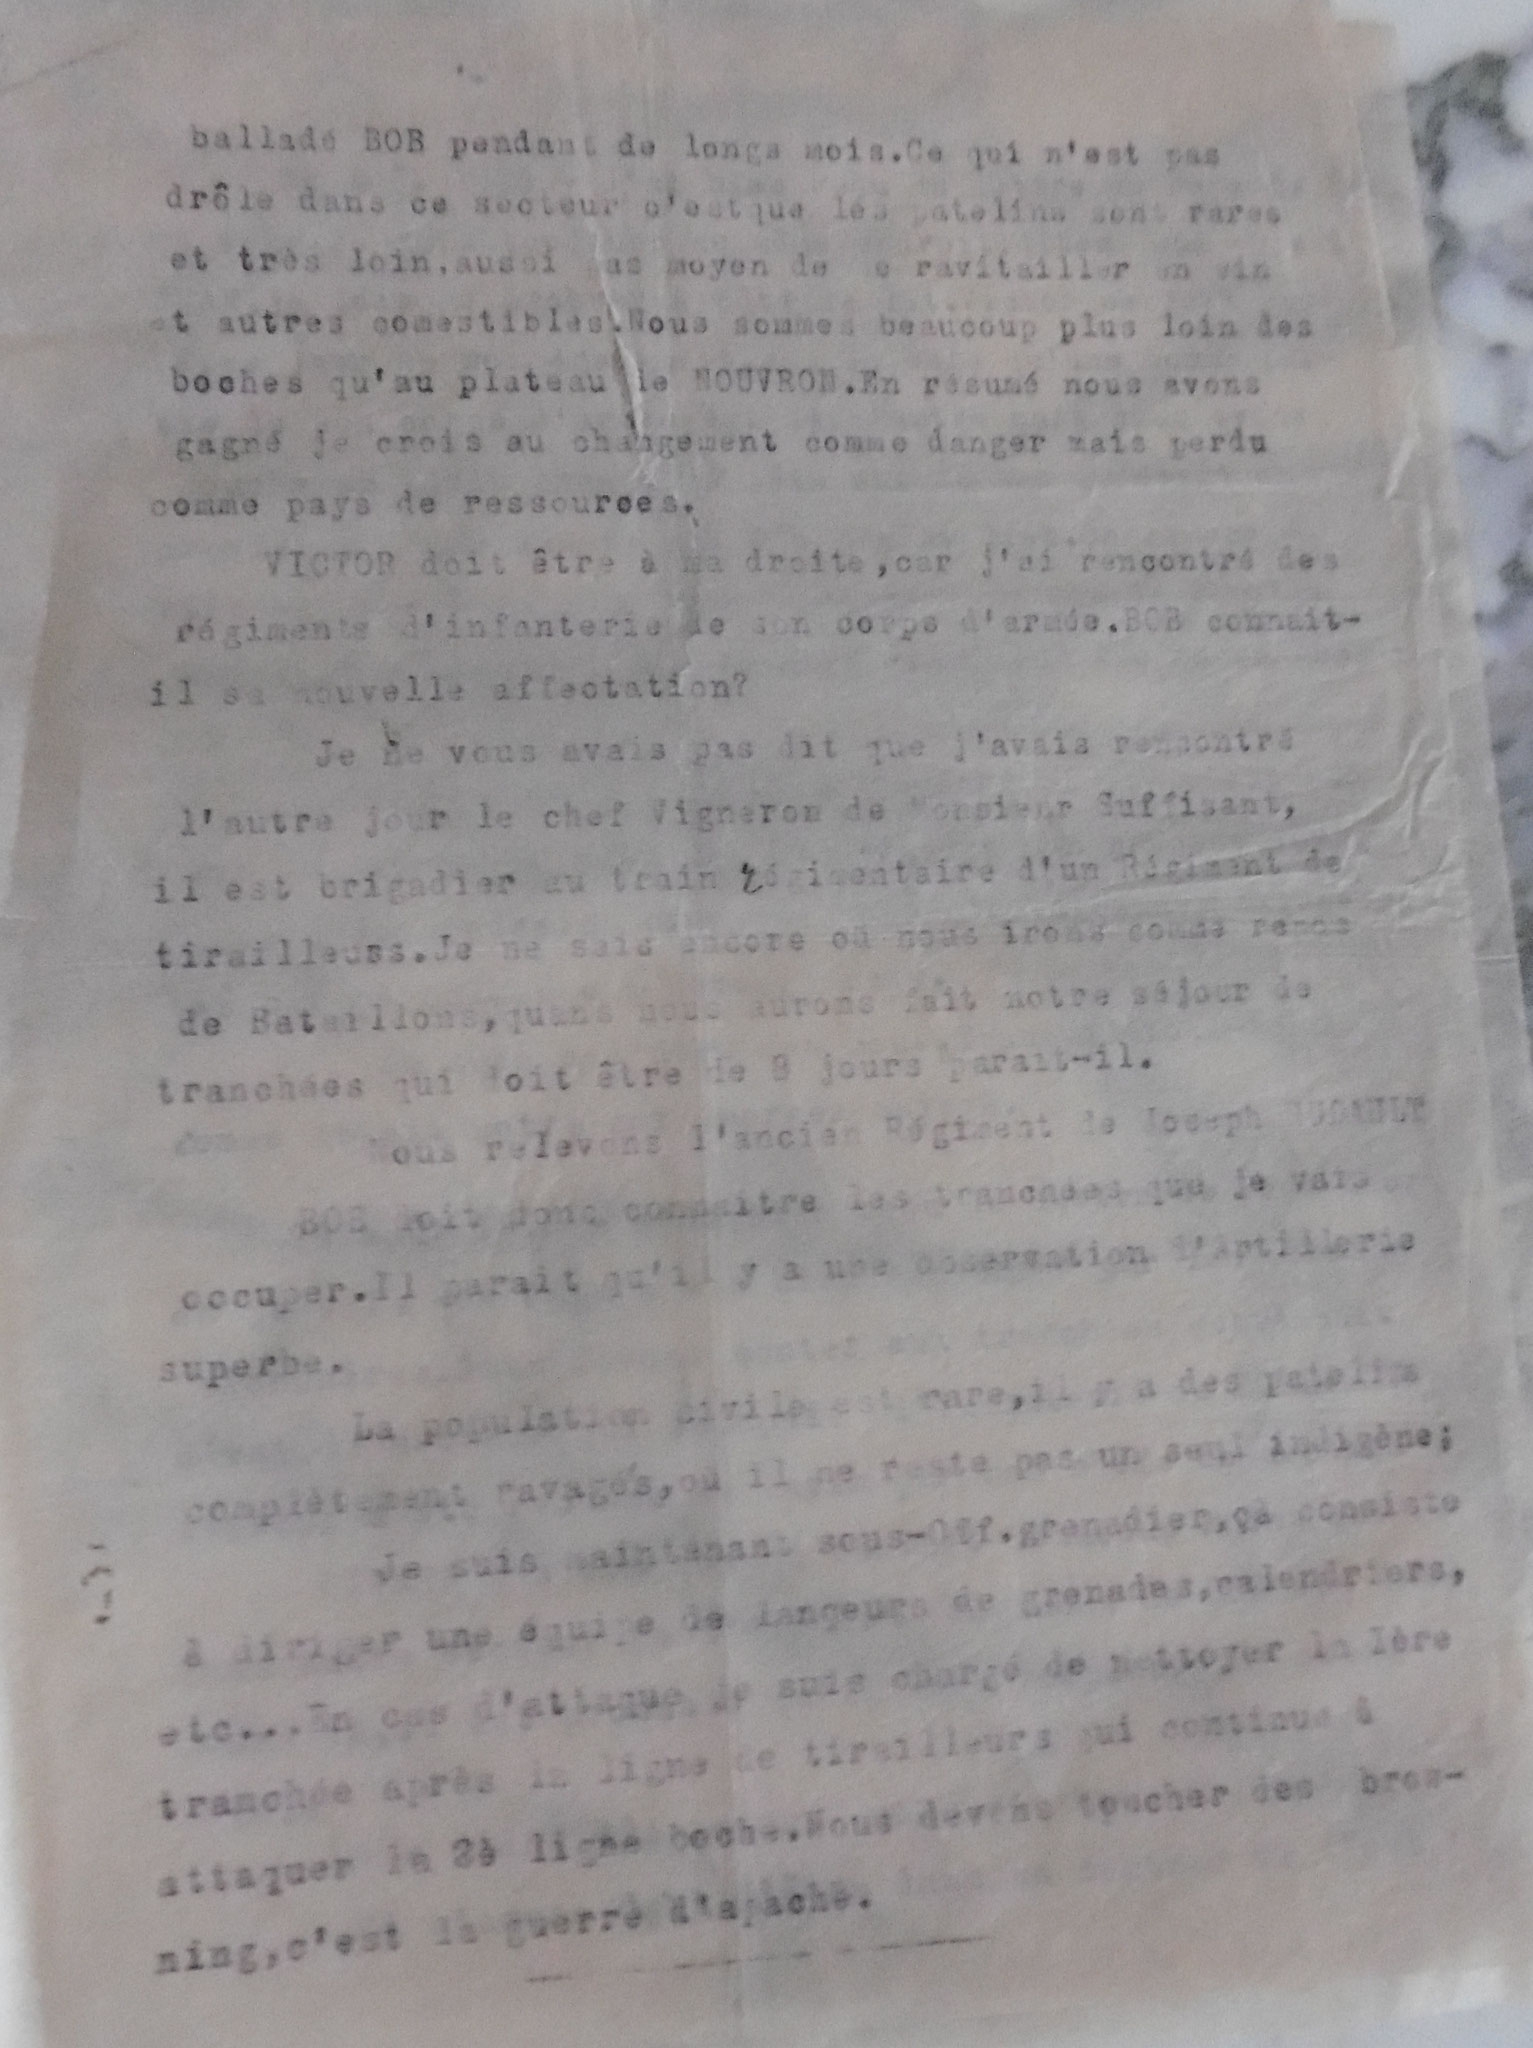 balladé BOB pendant de longs mois.Ce qui n'est pas
drôle dans ce secteur c'estque les patelins sont rares
et très loin,aussi pas moyen de se ravitailler en vin
et autres comestibles.Nous sommes beaucoup plus loin des
boches qu'au plateau de NOUVRON.En résumé nous avons
gagné je crois au changement comme danger mais perdu
comme pays de ressources.
VICTOR doit être à ma droite,car j'ai rencontré des
régiments d'infanterie de son corps d'armée.BOB connait-
il sa nouvelle affectation?
Je ne vous avais pas dit que j'avais rencontré
l'autre jour le chef Vigneron de Monsieur Suffisant,
il est brigadier au train régimentaire d'un Régiment de
tirailleurs.Je ne sais encore où nous irons comme repos
de Bataillons,quans nous aurons fait notre séjour de
tranchées qui doit être de 8 jours parait-il.
Nous relevons l'ancien Régiment de Joseph
BOB doit donc connaitre les tranchées que je vais
occuper.Il parait qu'il y a une observation d'Artillerie
superbe.
La population civile est rare,il y a des patelins
complètement ravagés,où il ne reste pas un seul indigène;
Je suis maintenant sous-Off.grenadier,çà consiste
à diriger une équipe de lançeurs de grenades,calendriers,
etc...En cas d'attaque je suis chargé de nettoyer la Ière
tranchée après la ligne de tirailleurs qui continue à
attaquer la 2è ligne boche.Nous devons toucher des brow-
ning,c'est la guerre d'apache.